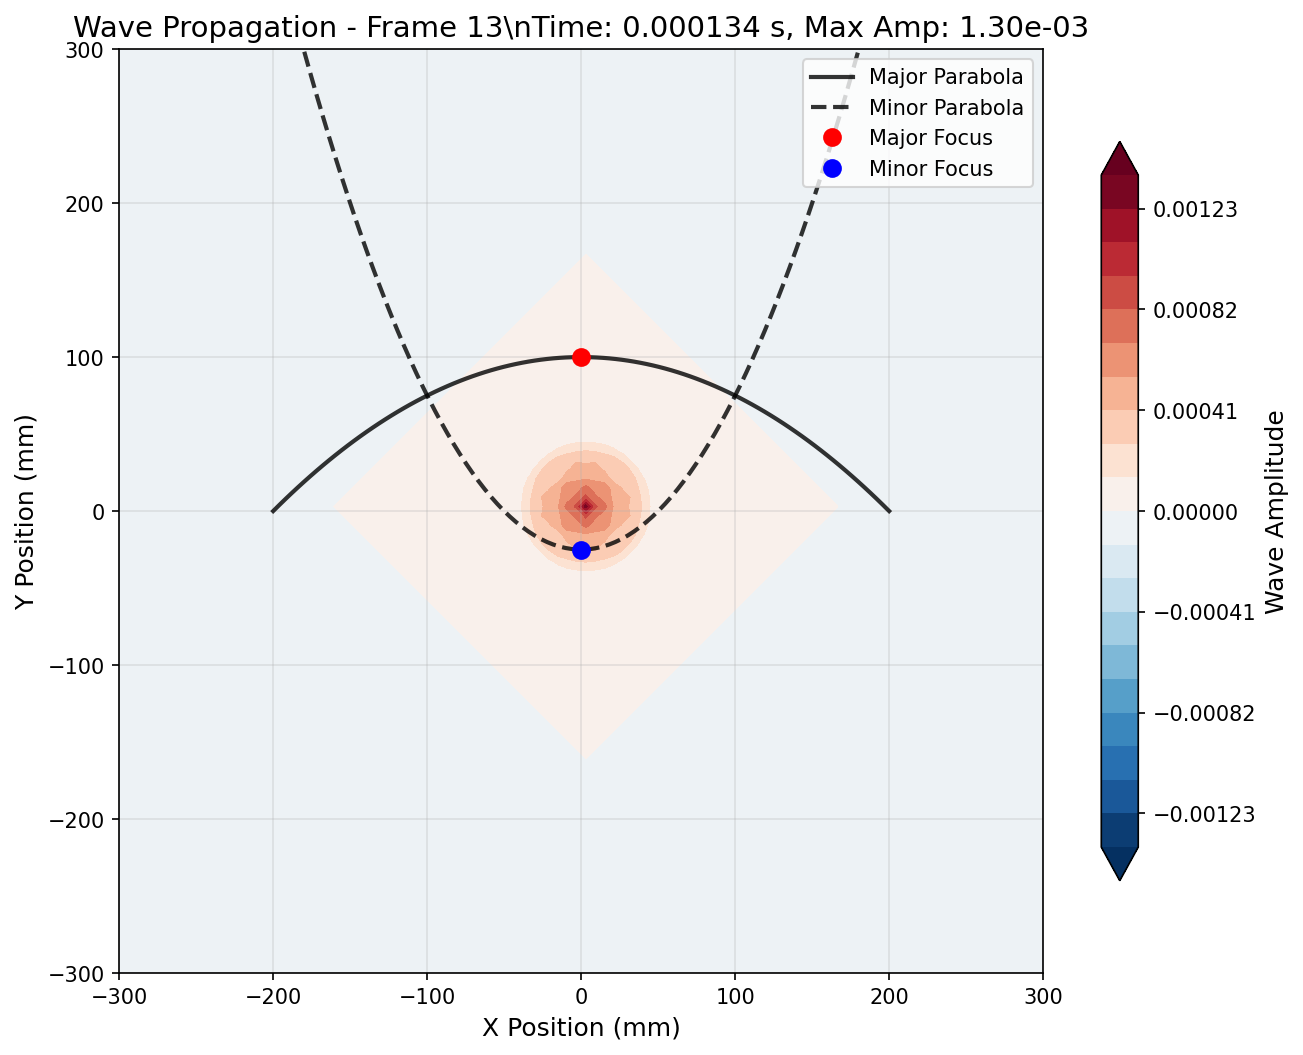 Wave Propagation - Frame 13\nTime: 0.000134 s, Max Amp: 1.30e-03
Major Parabola
Minor Parabola
Major Focus
Minor Focus
300
200
100
0
−100
−200
−300
Y Position (mm)
−300
−200
−100
0
100
200
300
X Position (mm)
0.00123
0.00082
0.00041
0.00000
−0.00041
−0.00082
−0.00123
Wave Amplitude